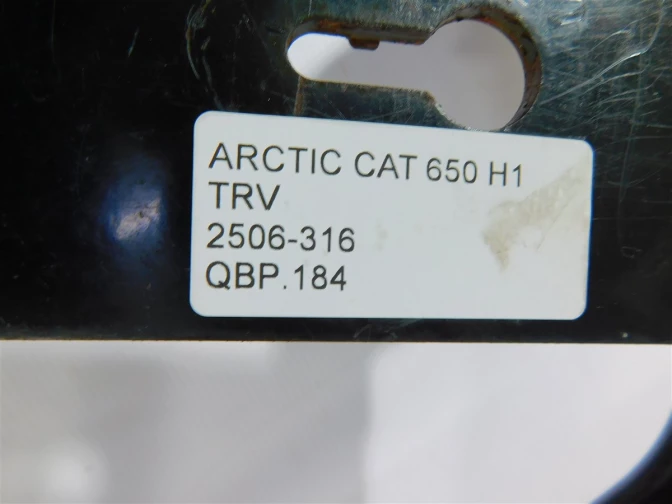 ARCTIC CAT 650 H1
TRV
2506-316
QBP.184